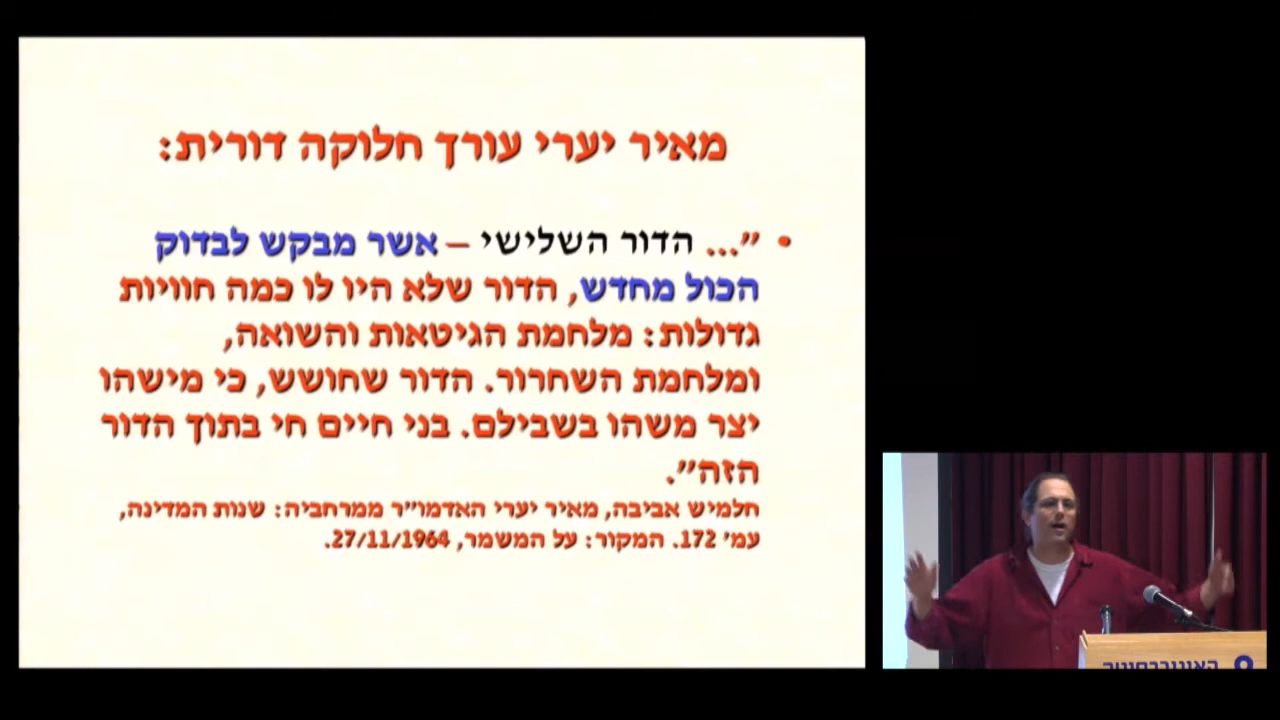 מאיר יערי עורך חלוקה דורית:
• "... הדור השלישי – אשר מבקש לבדוק
הכול מחדש, הדור שלא היו לו כמה חוויות
גדולות: מלחמת הגיטאות והשואה,
ומלחמת השחרור. הדור שחושש, כי מישהו
יצר משהו בשבילם. בני חיים חי בתוך הדור
הזה".
חלמיש אביבה, מאיר יערי האדמו"ר ממרחביה: שנות המדינה,
עמ' 172. המקור: על המשמר, 27/11/1964.
האוניברסיטה